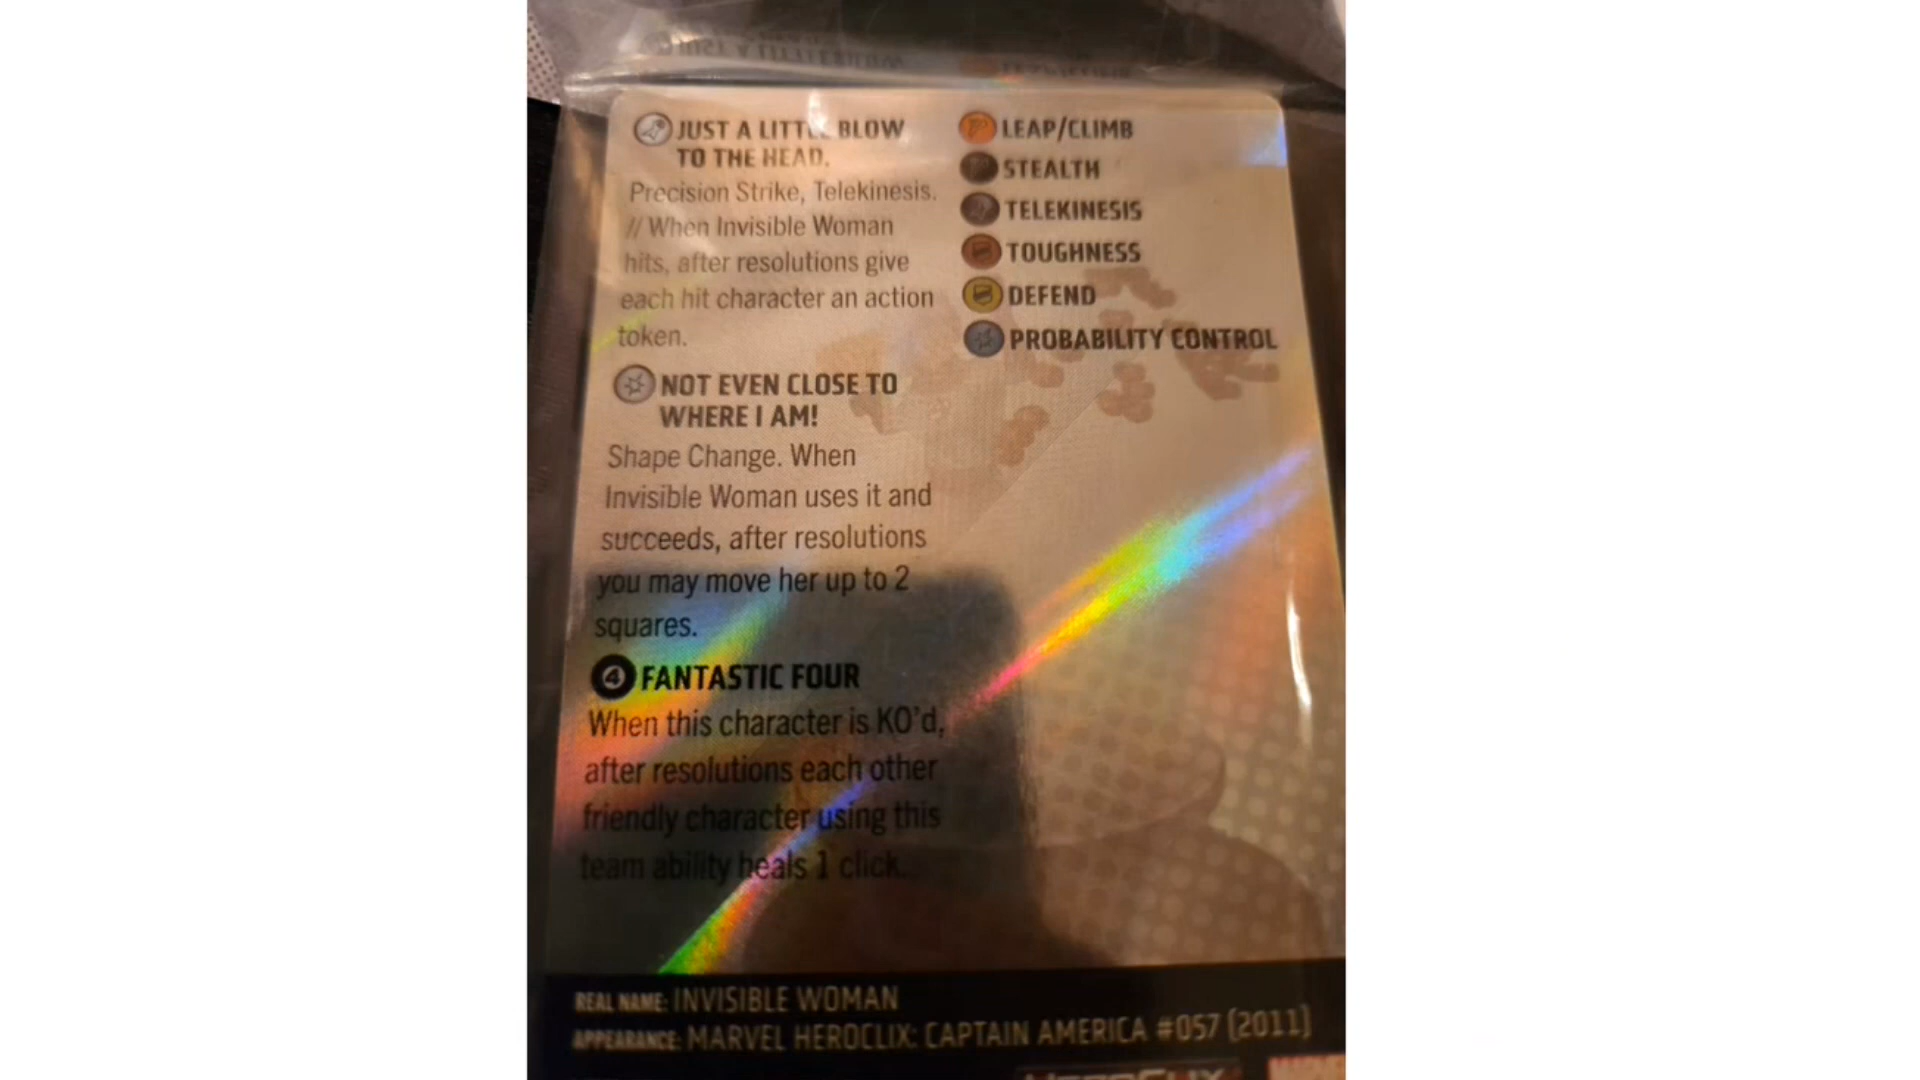 JUST A LITTLE BLOW
TO THE HEAD.
Precision Strike, Telekinesis.
// When Invisible Woman
hits, after resolutions give
each hit character an action
token.
NOT EVEN CLOSE TO
WHERE I AM!
Shape Change. When
Invisible Woman uses it and
succeeds, after resolutions
you may move her up to 2
squares.
4 FANTASTIC FOUR
When this character is KO'd,
after resolutions each other
friendly character using this
team ability heals 1 click.
LEAP/CLIMB
STEALTH
TELEKINESIS
TOUGHNESS
DEFEND
PROBABILITY CONTROL
REAL NAME: INVISIBLE WOMAN
APPEARANCE: MARVEL HEROCLIX: CAPTAIN AMERICA #057 (2011)
HEROCLIX
MARVEL